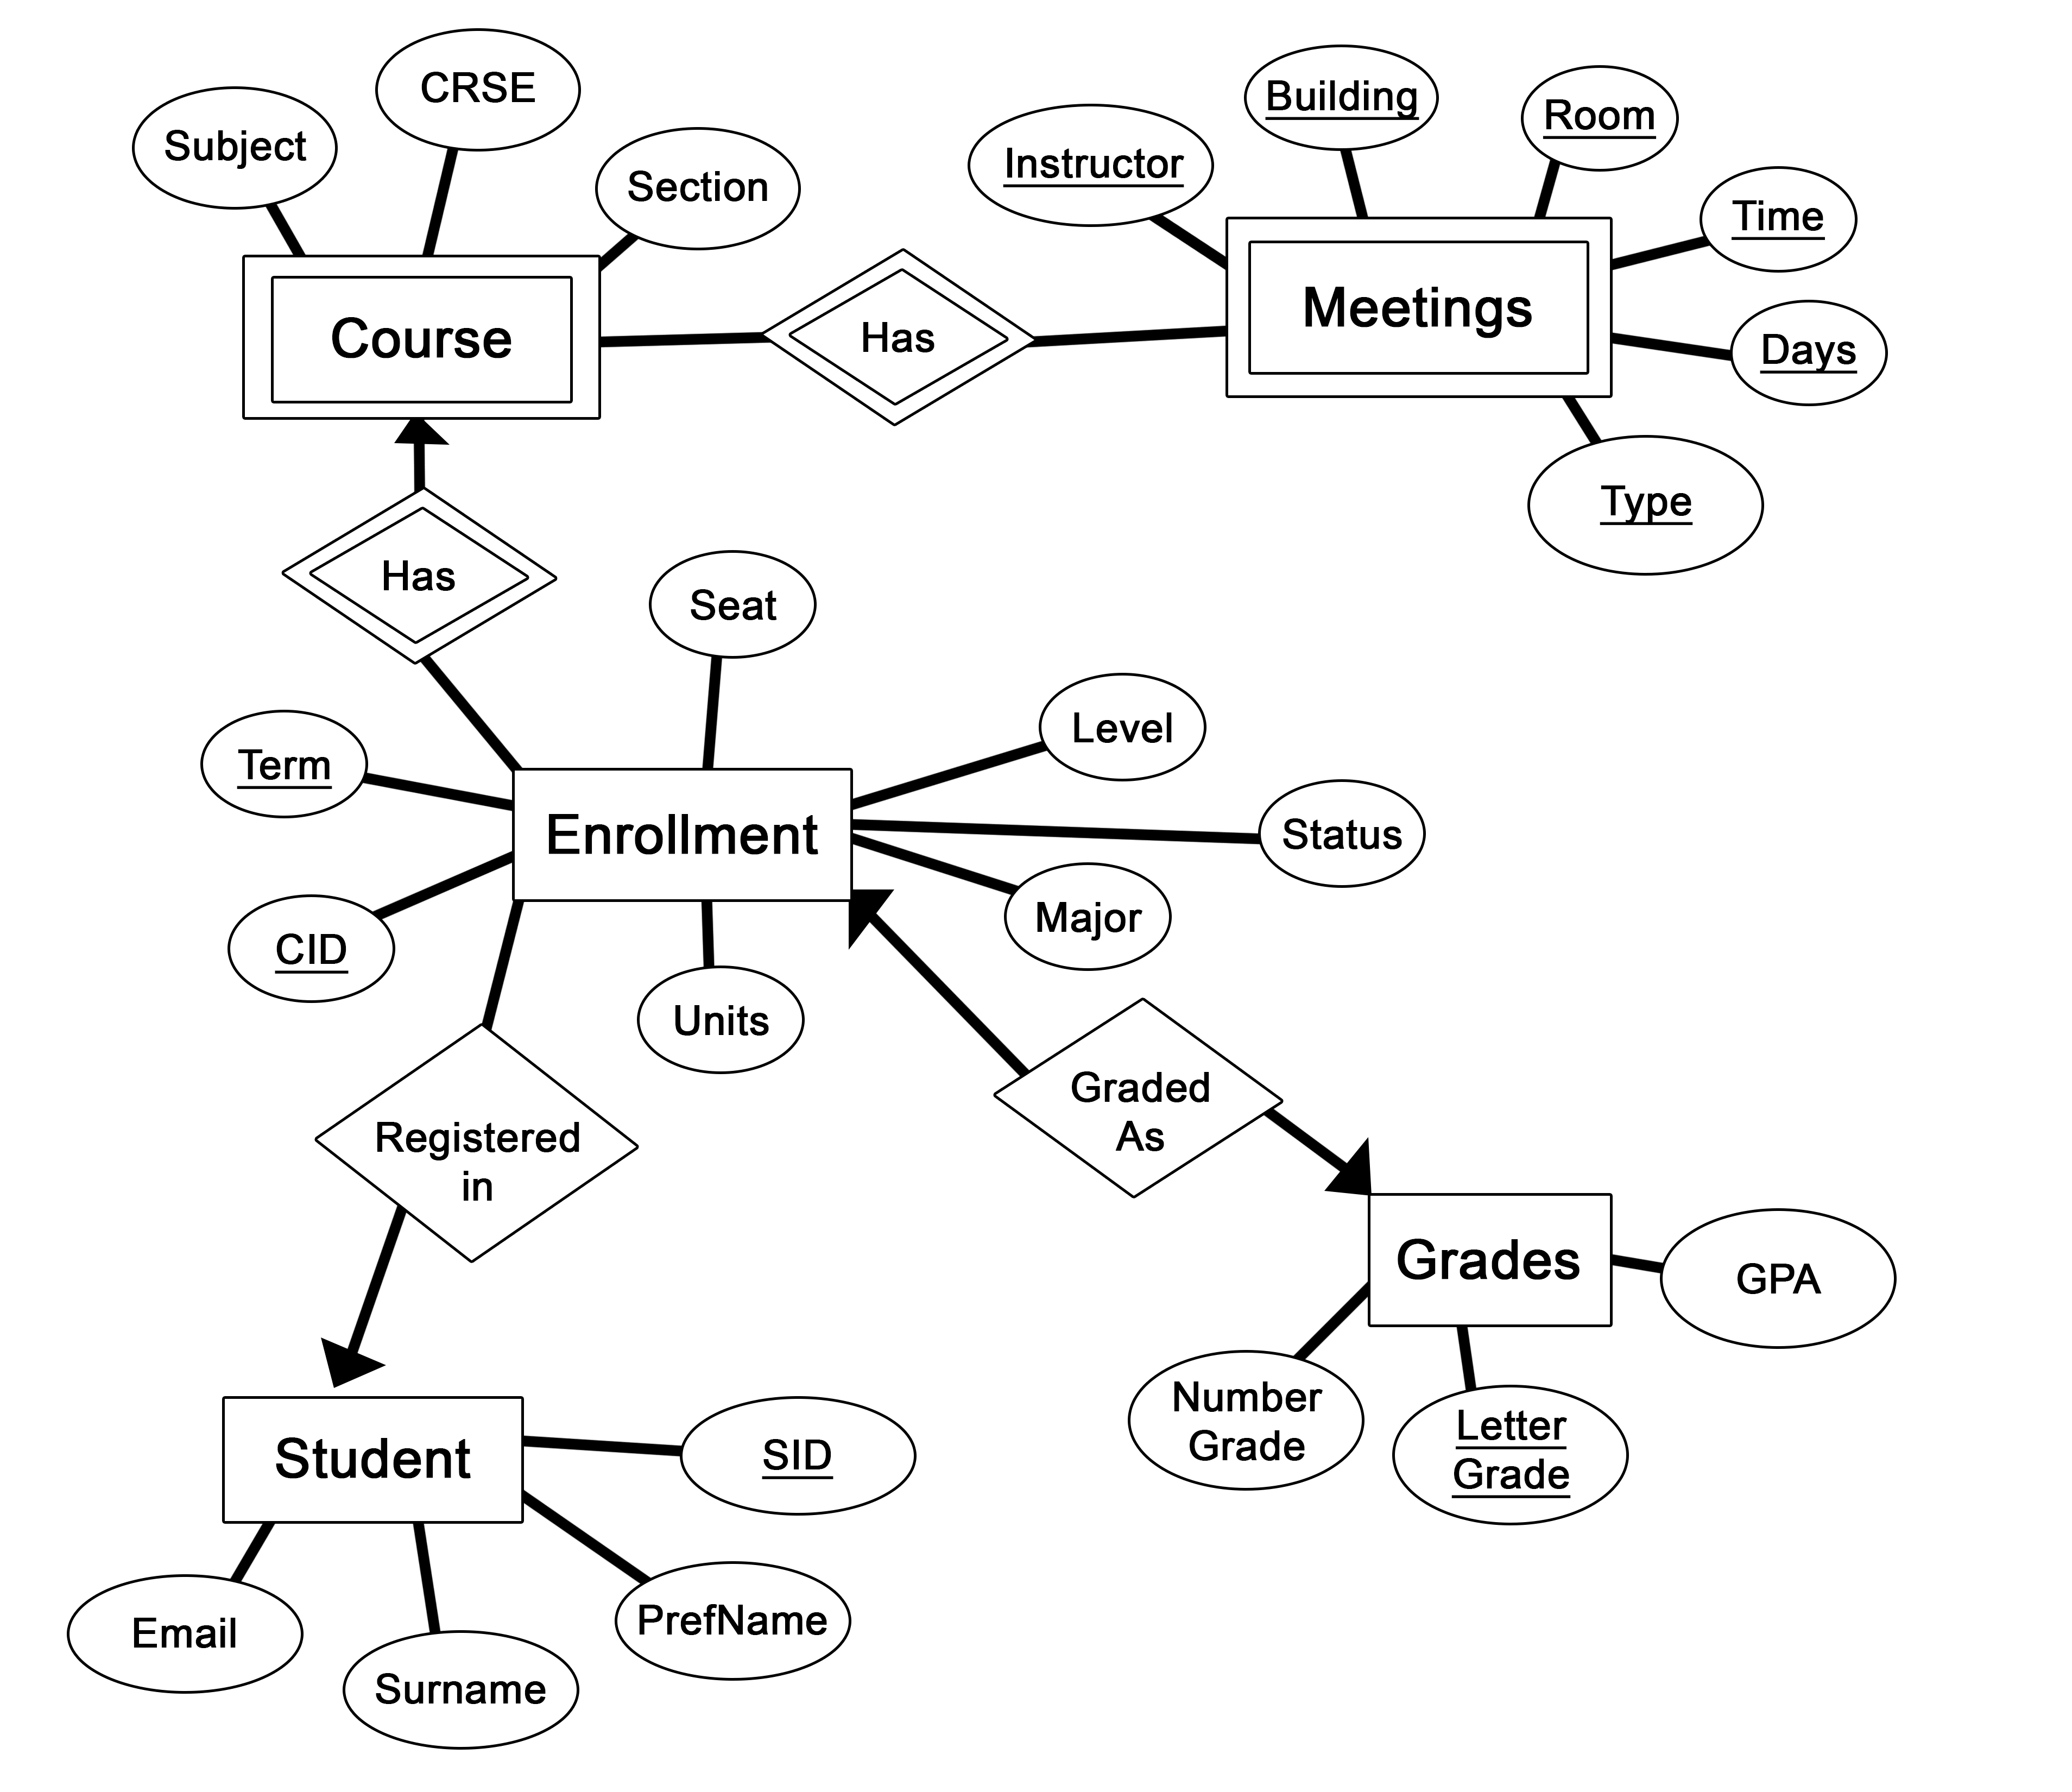 CRSE
Subject
Section
Building
Room
Instructor
Time
Course
Has
Meetings
Days
Type
Has
Seat
Level
Term
Enrollment
Status
Major
CID
Units
Graded
As
Registered
in
Grades
GPA
Number
Grade
Letter
Grade
Student
SID
PrefName
Email
Surname